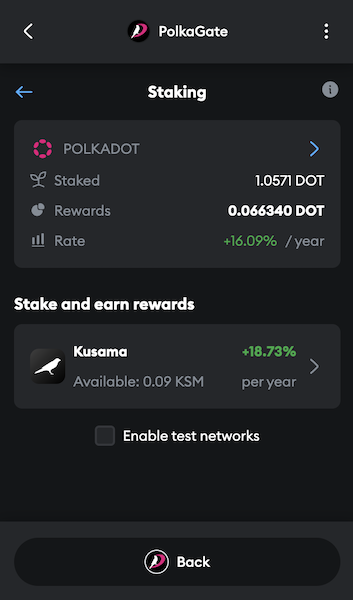 PolkaGate
Staking
POLKADOT
Staked 1.0571 DOT
Rewards 0.066340 DOT
Rate +16.09% / year
Stake and earn rewards
Kusama +18.73%
Available: 0.09 KSM per year
Enable test networks
Back